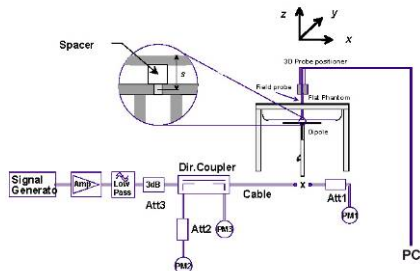 z
y
x
Spacer
s
3D Probe positioner
Field probe
Flat Phantom
Dipole
Signal
Generato
Amp
Low
Pass
3dB
Att3
Dir.Coupler
Cable
x
Att1
PM1
Att2
PM3
PM2
PC